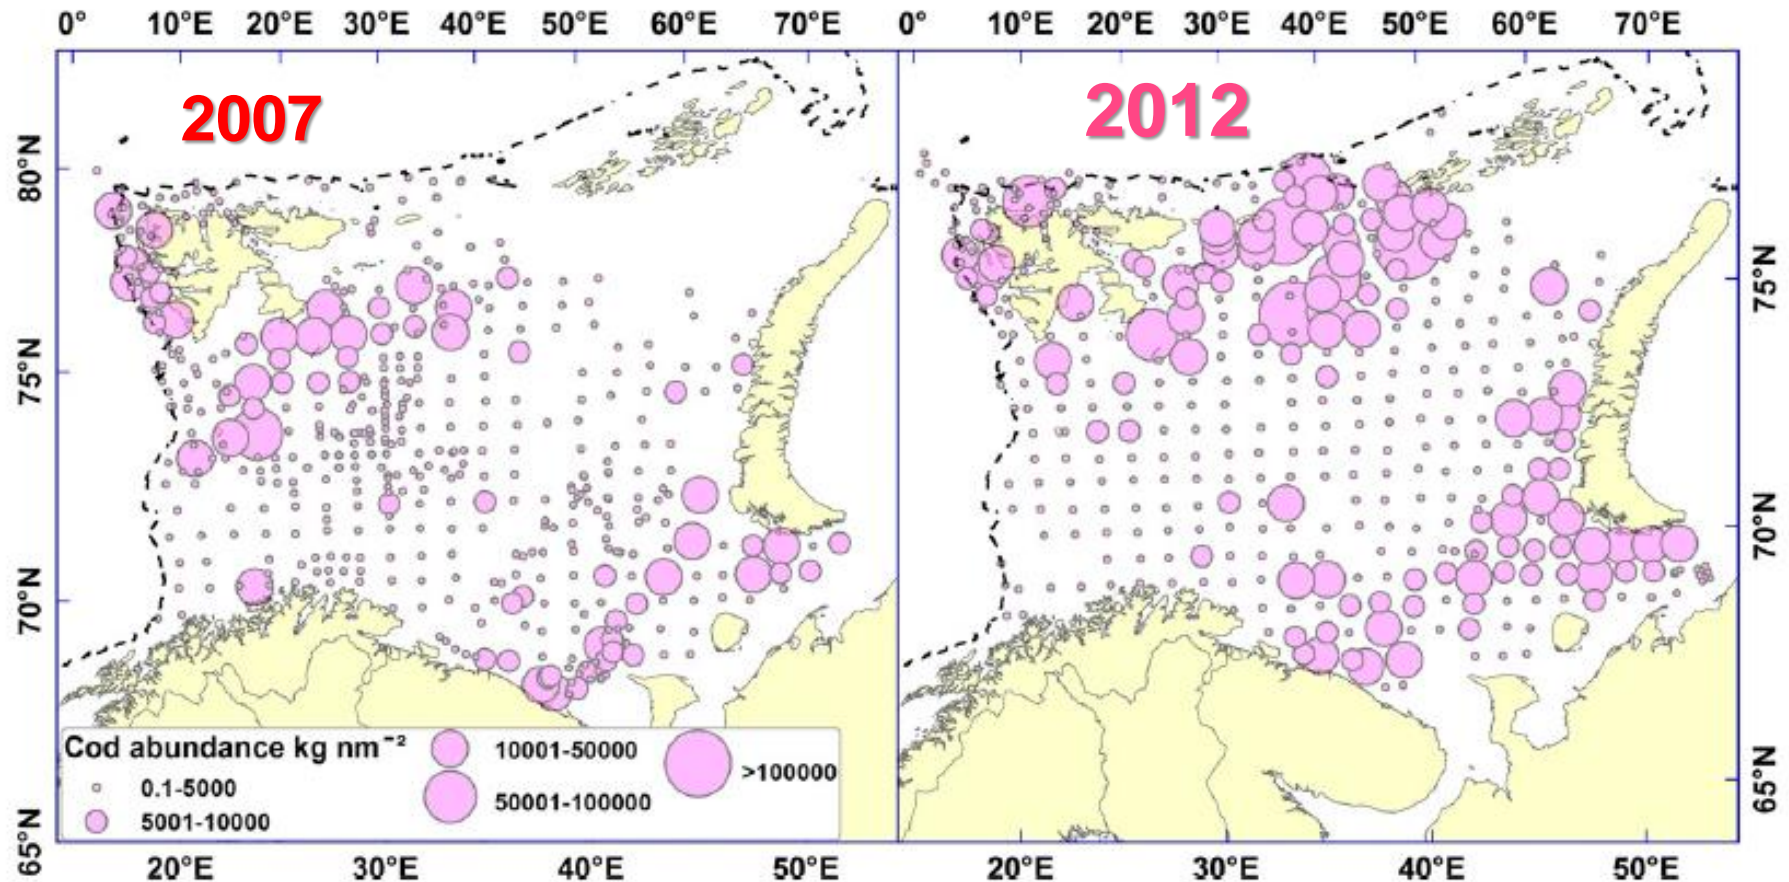 0° 10°E 20°E 30°E 40°E 50°E 60°E 70°E 0° 10°E 20°E 30°E 40°E 50°E 60°E 70°E
2007 2012
80°N
75°N 75°N
70°N 70°N
65°N 65°N
Cod abundance kg nm⁻²
0.1-5000
5001-10000
10001-50000
50001-100000
>100000
20°E 30°E 40°E 50°E 20°E 30°E 40°E 50°E